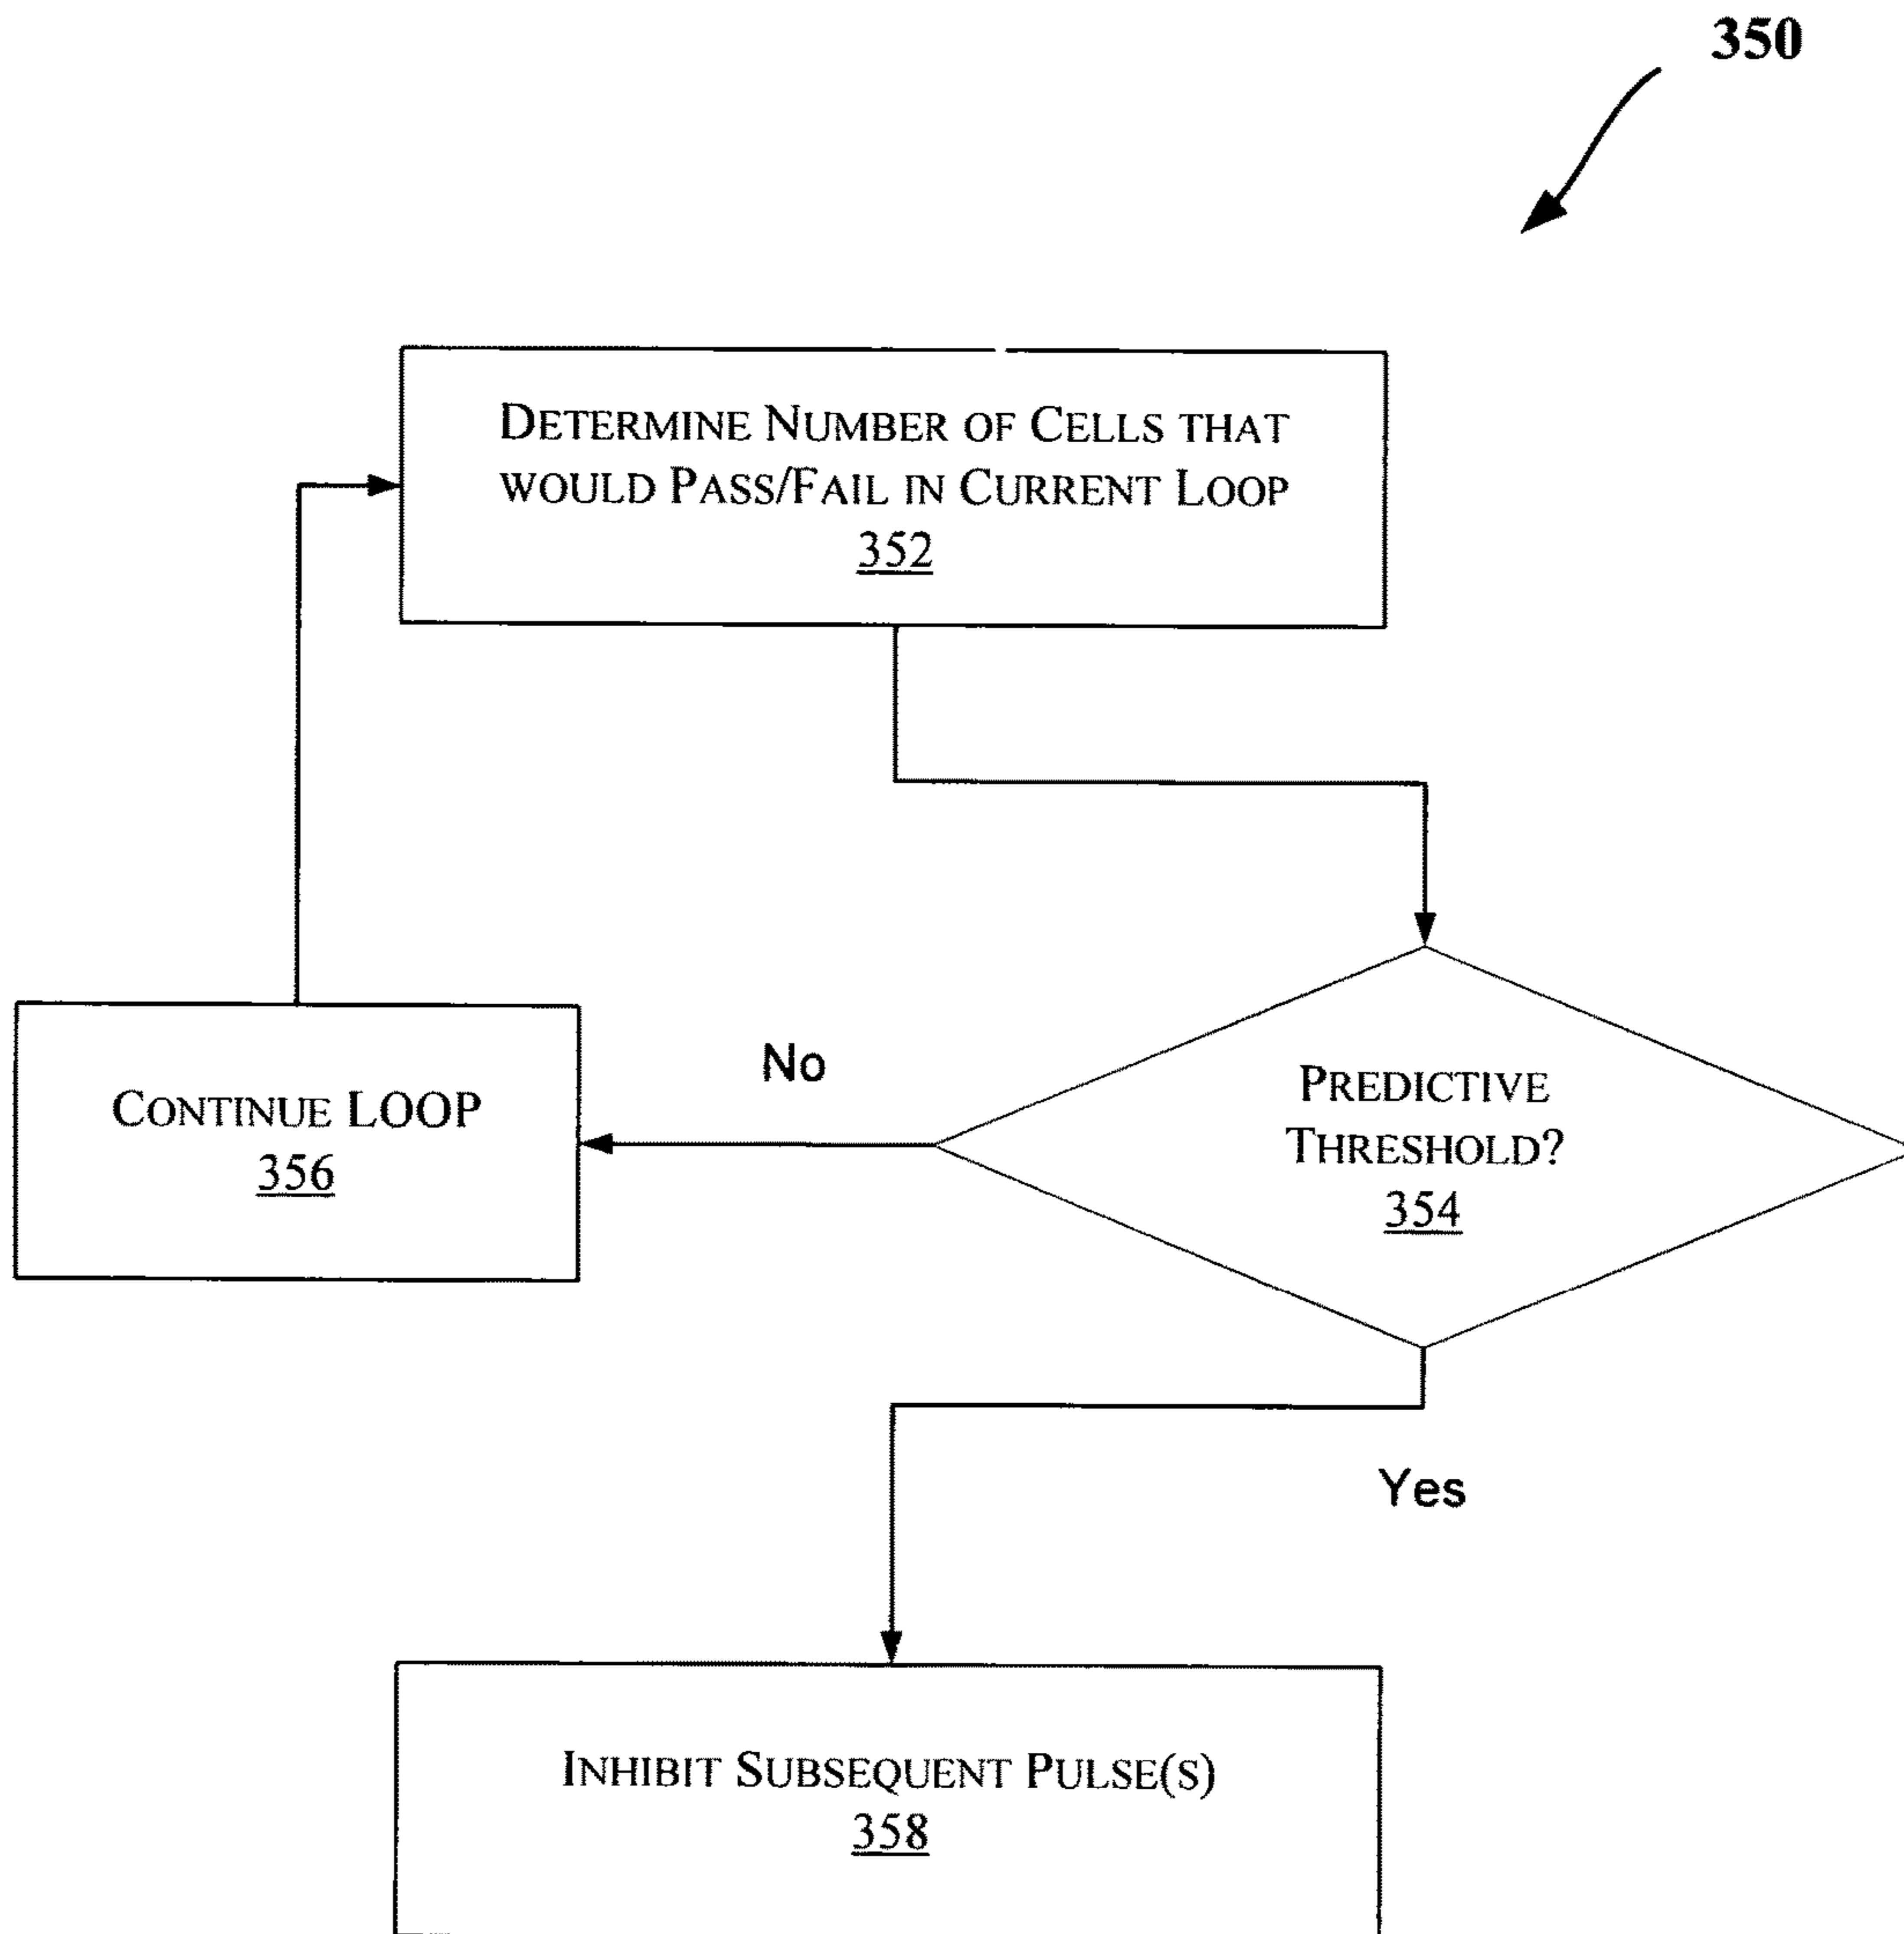 350
DETERMINE NUMBER OF CELLS THAT
WOULD PASS/FAIL IN CURRENT LOOP
352
No
PREDICTIVE
THRESHOLD?
354
CONTINUE LOOP
356
Yes
INHIBIT SUBSEQUENT PULSE(S)
358